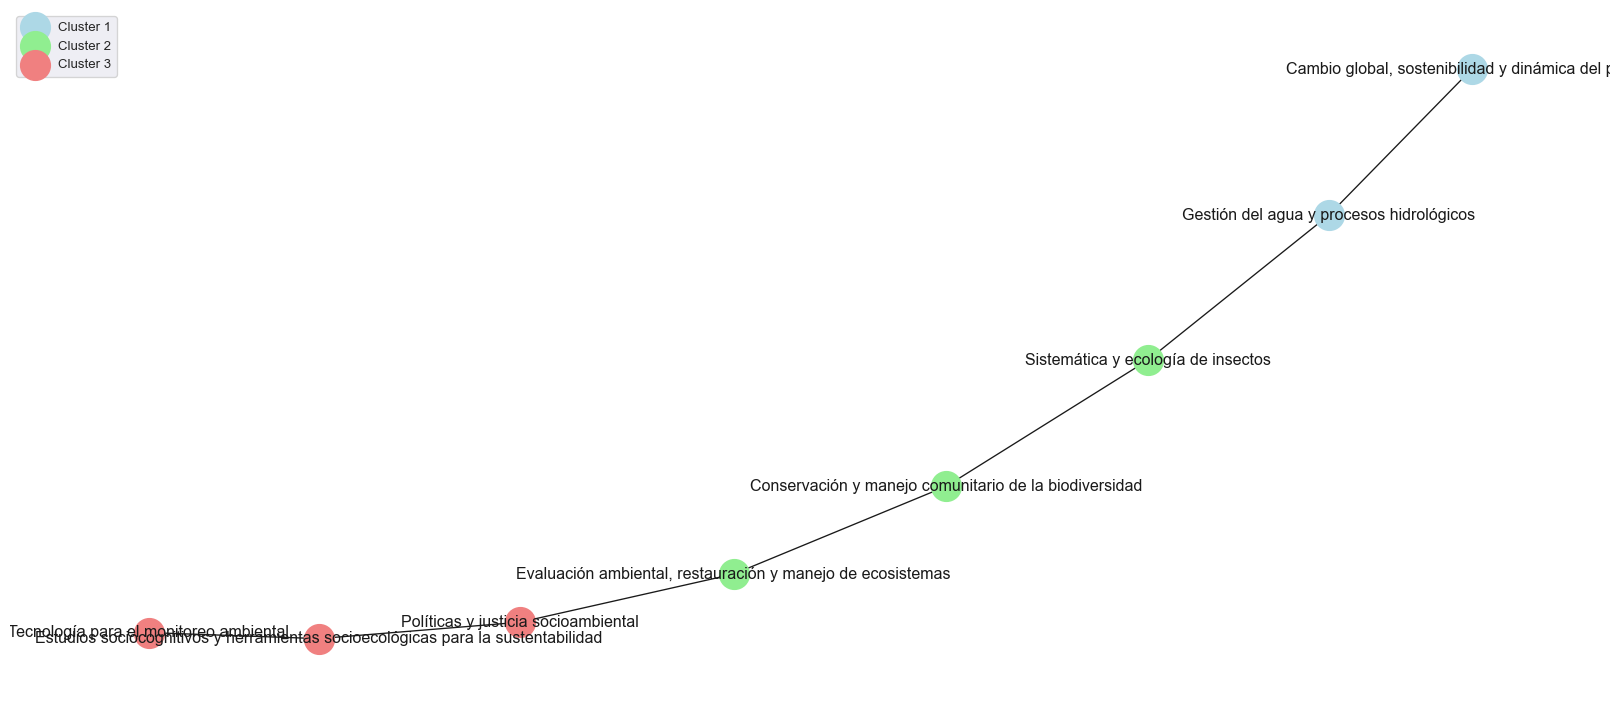 Cluster 1
Cluster 2
Cluster 3
Cambio global, sostenibilidad y dinámica del
Gestión del agua y procesos hidrológicos
Sistemática y ecología de insectos
Conservación y manejo comunitario de la biodiversidad
Evaluación ambiental, restauración y manejo de ecosistemas
Políticas y justicia socioambiental
Tecnología para el monitoreo ambiental
Estudios sociocognitivos y herramientas socioecológicas para la sustentabilidad